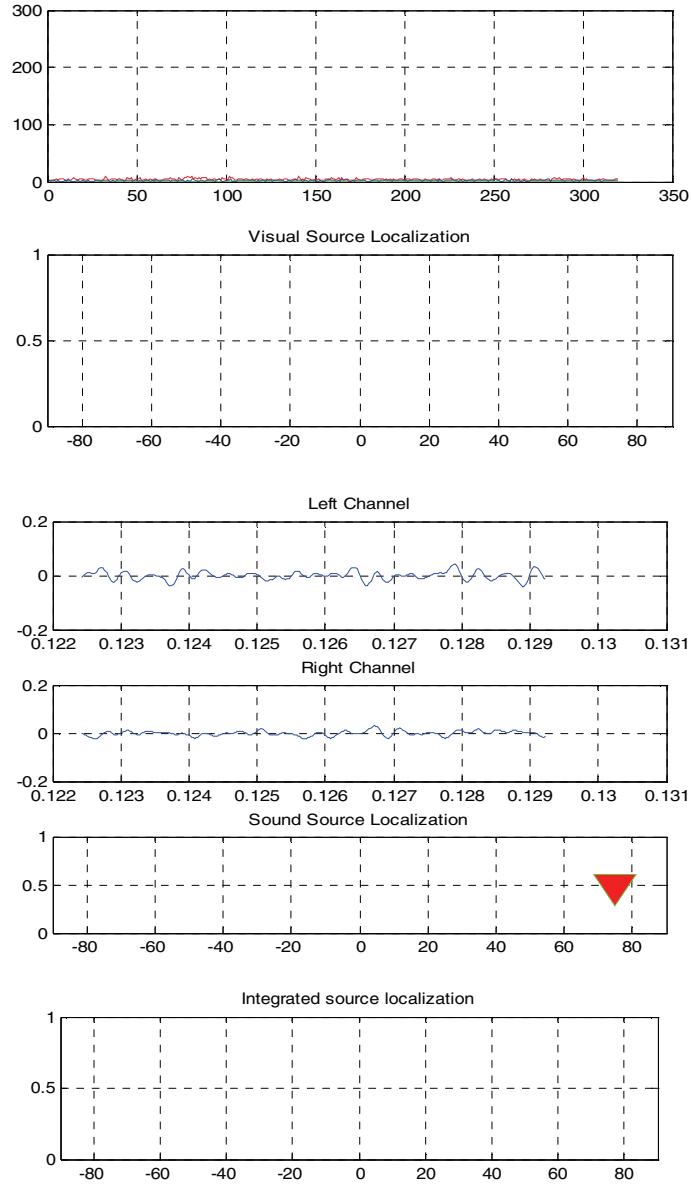 300
200
100
0
0 50 100 150 200 250 300 350
Visual Source Localization
1
0.5
0
-80 -60 -40 -20 0 20 40 60 80
Left Channel
0.2
0
-0.2
0.122 0.123 0.124 0.125 0.126 0.127 0.128 0.129 0.13 0.131
Right Channel
0.2
0
-0.2
0.122 0.123 0.124 0.125 0.126 0.127 0.128 0.129 0.13 0.131
Sound Source Localization
1
0.5
0
-80 -60 -40 -20 0 20 40 60 80
Integrated source localization
1
0.5
0
-80 -60 -40 -20 0 20 40 60 80